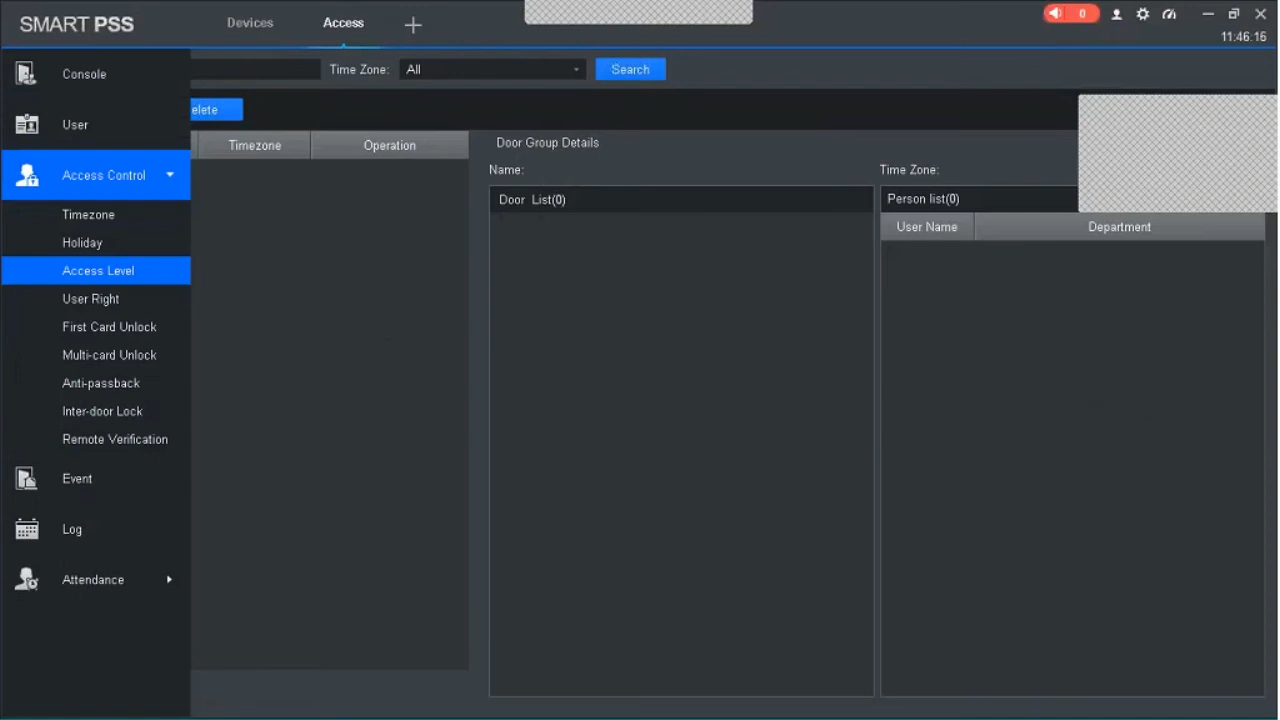 SMART PSS
Devices
Access
0
11:46:16
Console
User
Access Control
Timezone
Holiday
Access Level
User Right
First Card Unlock
Multi-card Unlock
Anti-passback
Inter-door Lock
Remote Verification
Event
Log
Attendance
Time Zone: All
Search
elete
Timezone
Operation
Door Group Details
Name:
Door List(0)
Time Zone:
Person list(0)
User Name
Department